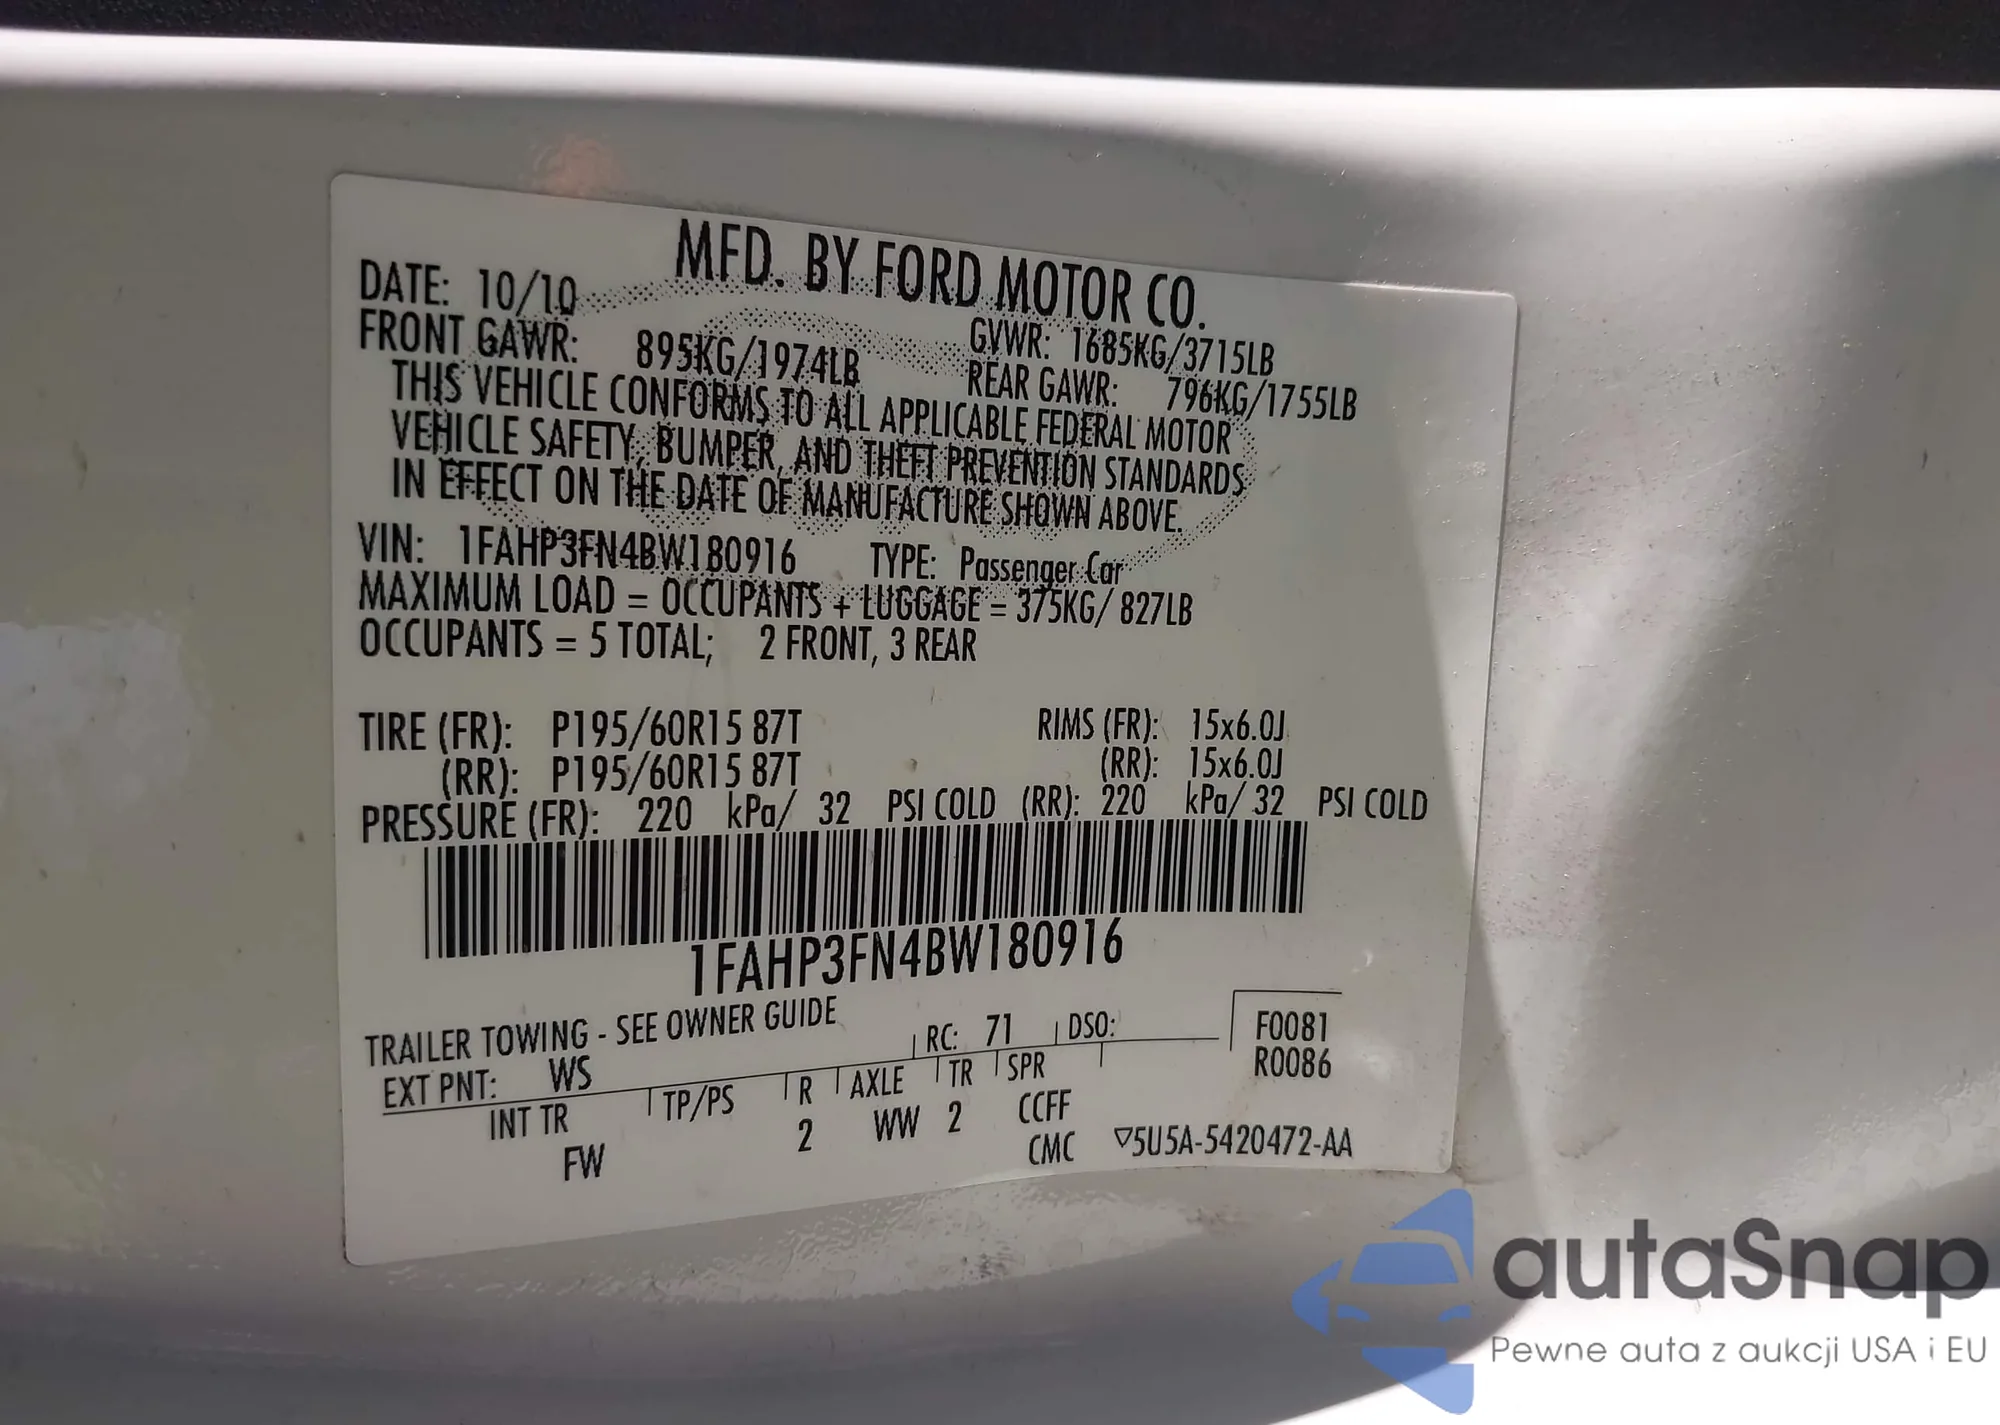 MFD. BY FORD MOTOR CO.
DATE: 10/10 GVWR: 1685KG/3715LB
FRONT GAWR: 895KG/1974LB REAR GAWR: 796KG/1755LB
THIS VEHICLE CONFORMS TO ALL APPLICABLE FEDERAL MOTOR
VEHICLE SAFETY, BUMPER, AND THEFT PREVENTION STANDARDS
IN EFFECT ON THE DATE OF MANUFACTURE SHOWN ABOVE.
VIN: 1FAHP3FN4BW180916 TYPE: Passenger Car
MAXIMUM LOAD = OCCUPANTS + LUGGAGE = 375KG/ 827LB
OCCUPANTS = 5 TOTAL; 2 FRONT, 3 REAR
TIRE (FR): P195/60R15 87T RIMS (FR): 15x6.0J
(RR): P195/60R15 87T (RR): 15x6.0J
PRESSURE (FR): 220 kPa/ 32 PSI COLD (RR): 220 kPa/ 32 PSI COLD
1FAHP3FN4BW180916
TRAILER TOWING - SEE OWNER GUIDE
EXT PNT: WS RC: 71 DSO: F0081
R0086
INT TR TP/PS R AXLE TR SPR
FW 2 WW 2 CCFF
CMC ▽5U5A-5420472-AA
autaSnap
Pewne auta z aukcji USA i EU